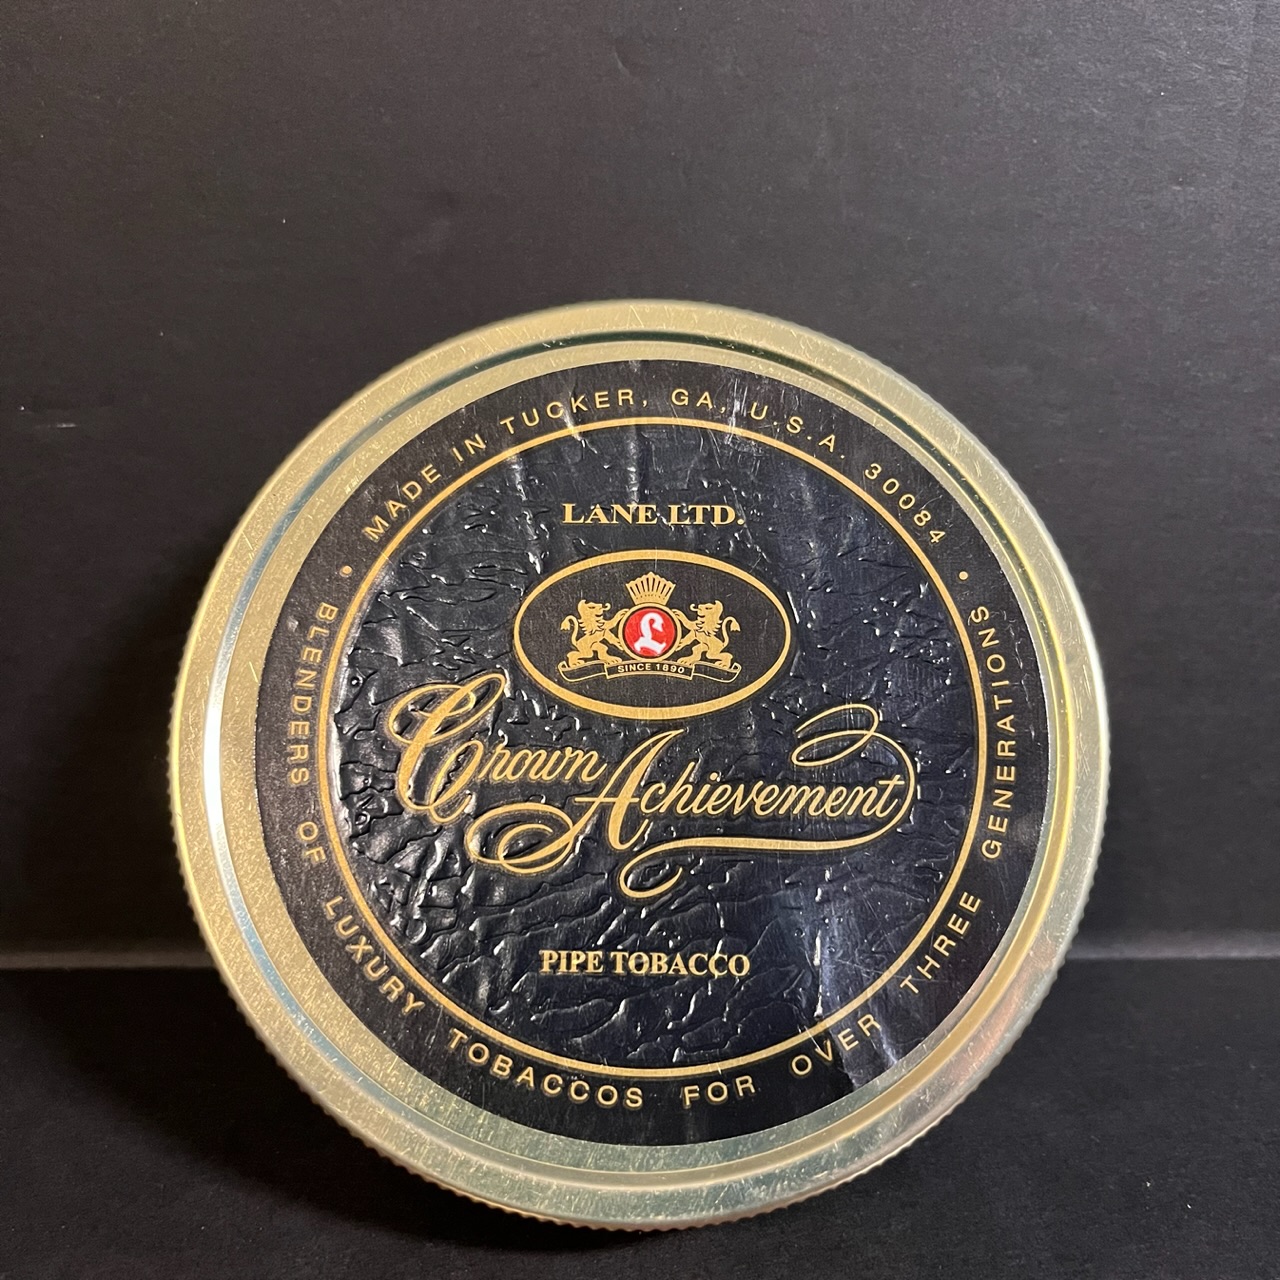 MADE IN TUCKER, GA, U.S.A. 30084
LANE LTD.
L
SINCE 1890
Crown Achievement
PIPE TOBACCO
• BLENDERS OF LUXURY TOBACCOS FOR OVER THREE GENERATIONS •